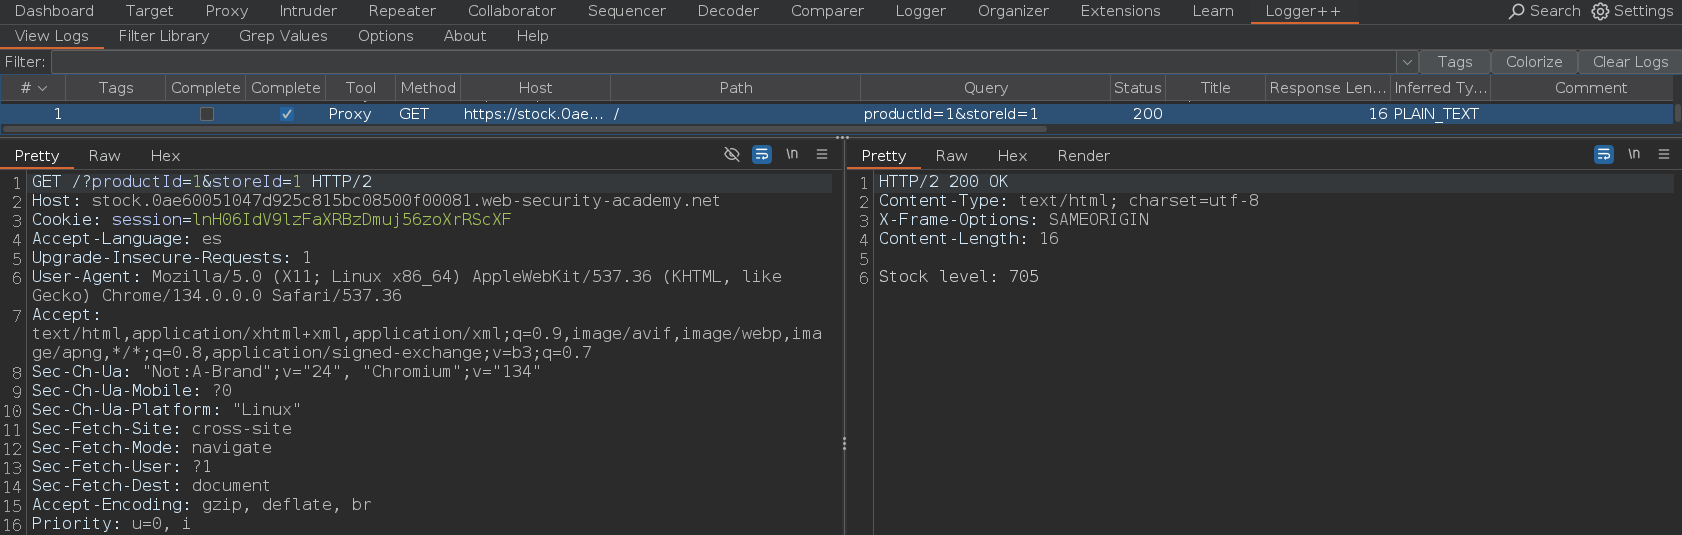 Dashboard Target Proxy Intruder Repeater Collaborator Sequencer Decoder Comparer Logger Organizer Extensions Learn Logger++ Search Settings
View Logs Filter Library Grep Values Options About Help
Filter: Tags Colorize Clear Logs
# Tags Complete Complete Tool Method Host Path Query Status Title Response Len... Inferred Ty... Comment
1 Proxy GET https://stock.0ae... / productId=1&storeId=1 200 16 PLAIN_TEXT
Pretty Raw Hex \n
1 GET /?productId=1&storeId=1 HTTP/2
2 Host: stock.0ae60051047d925c815bc08500f00081.web-security-academy.net
3 Cookie: session=lnH06IdV9lzFaXRBzDmuj56zoXrRScXF
4 Accept-Language: es
5 Upgrade-Insecure-Requests: 1
6 User-Agent: Mozilla/5.0 (X11; Linux x86_64) AppleWebKit/537.36 (KHTML, like
Gecko) Chrome/134.0.0.0 Safari/537.36
7 Accept:
text/html,application/xhtml+xml,application/xml;q=0.9,image/avif,image/webp,ima
ge/apng,*/*;q=0.8,application/signed-exchange;v=b3;q=0.7
8 Sec-Ch-Ua: "Not:A-Brand";v="24", "Chromium";v="134"
9 Sec-Ch-Ua-Mobile: ?0
10 Sec-Ch-Ua-Platform: "Linux"
11 Sec-Fetch-Site: cross-site
12 Sec-Fetch-Mode: navigate
13 Sec-Fetch-User: ?1
14 Sec-Fetch-Dest: document
15 Accept-Encoding: gzip, deflate, br
16 Priority: u=0, i
Pretty Raw Hex Render \n
1 HTTP/2 200 OK
2 Content-Type: text/html; charset=utf-8
3 X-Frame-Options: SAMEORIGIN
4 Content-Length: 16
5
6 Stock level: 705